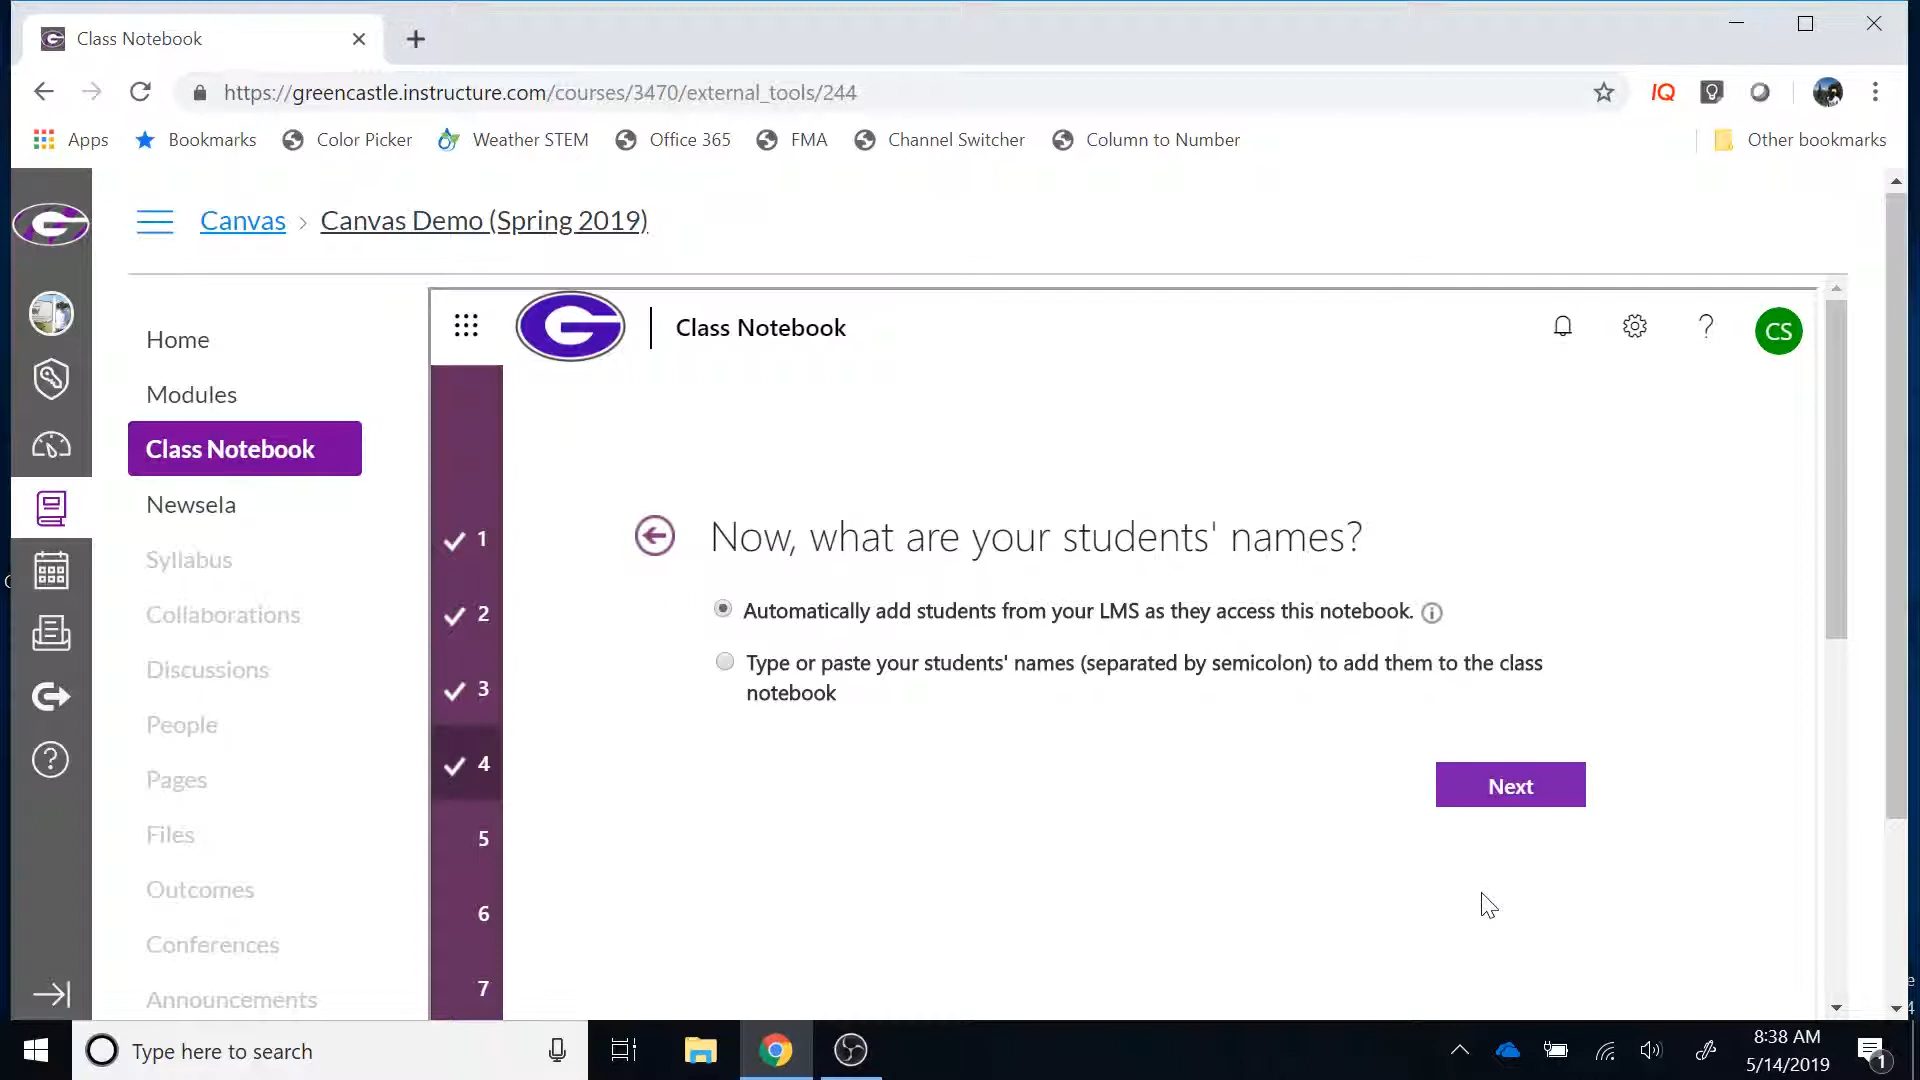 Class Notebook
https://greencastle.instructure.com/courses/3470/external_tools/244
IQ
Apps
Bookmarks
Color Picker
Weather STEM
Office 365
FMA
Channel Switcher
Column to Number
Other bookmarks
G
Canvas > Canvas Demo (Spring 2019)
Home
Modules
Class Notebook
Newsela
Syllabus
Collaborations
Discussions
People
Pages
Files
Outcomes
Conferences
Announcements
G
Class Notebook
?
CS
1
2
3
4
5
6
7
Now, what are your students' names?
Automatically add students from your LMS as they access this notebook.
Type or paste your students' names (separated by semicolon) to add them to the class
notebook
Next
Type here to search
8:38 AM
5/14/2019
1